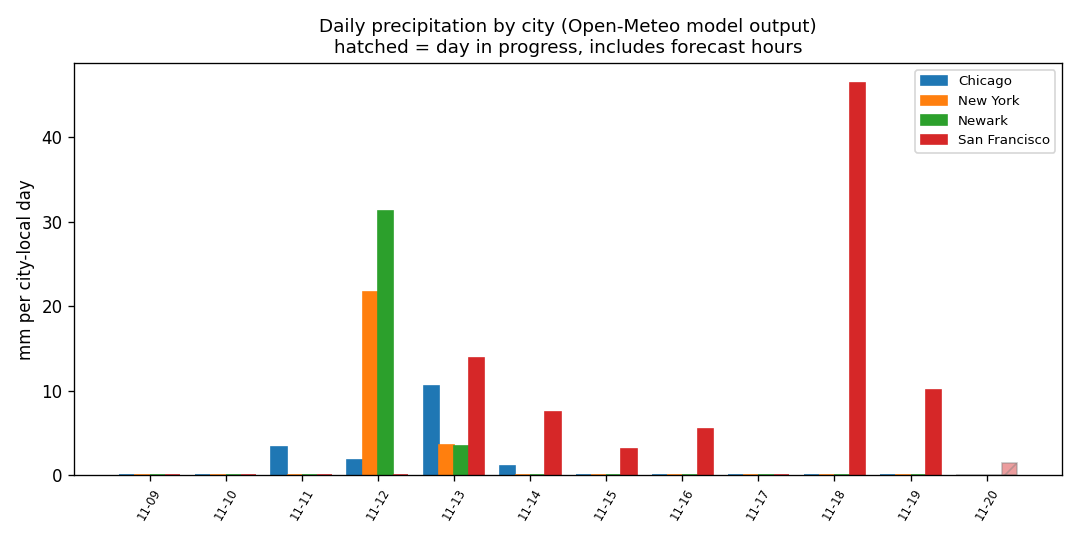 Daily precipitation by city (Open-Meteo model output)
hatched = day in progress, includes forecast hours
Chicago
New York
Newark
San Francisco
mm per city-local day
40
30
20
10
0
11-09
11-10
11-11
11-12
11-13
11-14
11-15
11-16
11-17
11-18
11-19
11-20